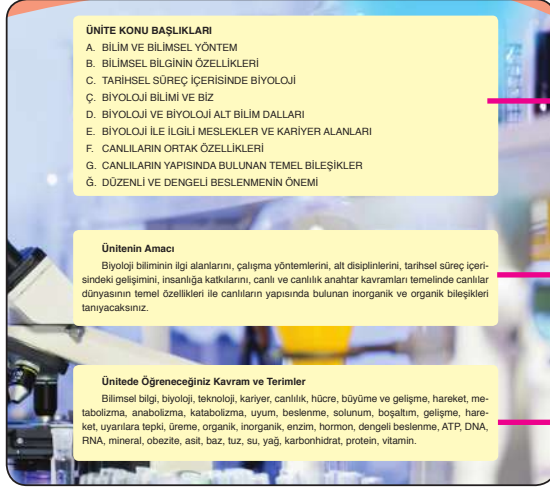 ÜNİTE KONU BAŞLIKLARI
A. BİLİM VE BİLİMSEL YÖNTEM
B. BİLİMSEL BİLGİNİN ÖZELLİKLERİ
C. TARİHSEL SÜREÇ İÇERİSİNDE BİYOLOJİ
Ç. BİYOLOJİ BİLİMİ VE BİZ
D. BİYOLOJİ VE BİYOLOJİ ALT BİLİM DALLARI
E. BİYOLOJİ İLE İLGİLİ MESLEKLER VE KARİYER ALANLARI
F. CANLILARIN ORTAK ÖZELLİKLERİ
G. CANLILARIN YAPISINDA BULUNAN TEMEL BİLEŞİKLER
Ğ. DÜZENLİ VE DENGELİ BESLENMENİN ÖNEMİ
Ünitenin Amacı
Biyoloji biliminin ilgi alanlarını, çalışma yöntemlerini, alt disiplinlerini, tarihsel süreç içeri-
sindeki gelişimini, insanlığa katkılarını, canlı ve canlılık anahtar kavramları temelinde canlılar
dünyasının temel özellikleri ile canlıların yapısında bulunan inorganik ve organik bileşikleri
tanıyacaksınız.
Ünitede Öğreneceğiniz Kavram ve Terimler
Bilimsel bilgi, biyoloji, teknoloji, kariyer, canlılık, hücre, büyüme ve gelişme, hareket, me-
tabolizma, anabolizma, katabolizma, uyum, beslenme, solunum, boşaltım, gelişme, hare-
ket, uyarılara tepki, üreme, organik, inorganik, enzim, hormon, dengeli beslenme, ATP, DNA,
RNA, mineral, obezite, asit, baz, tuz, su, yağ, karbonhidrat, protein, vitamin.